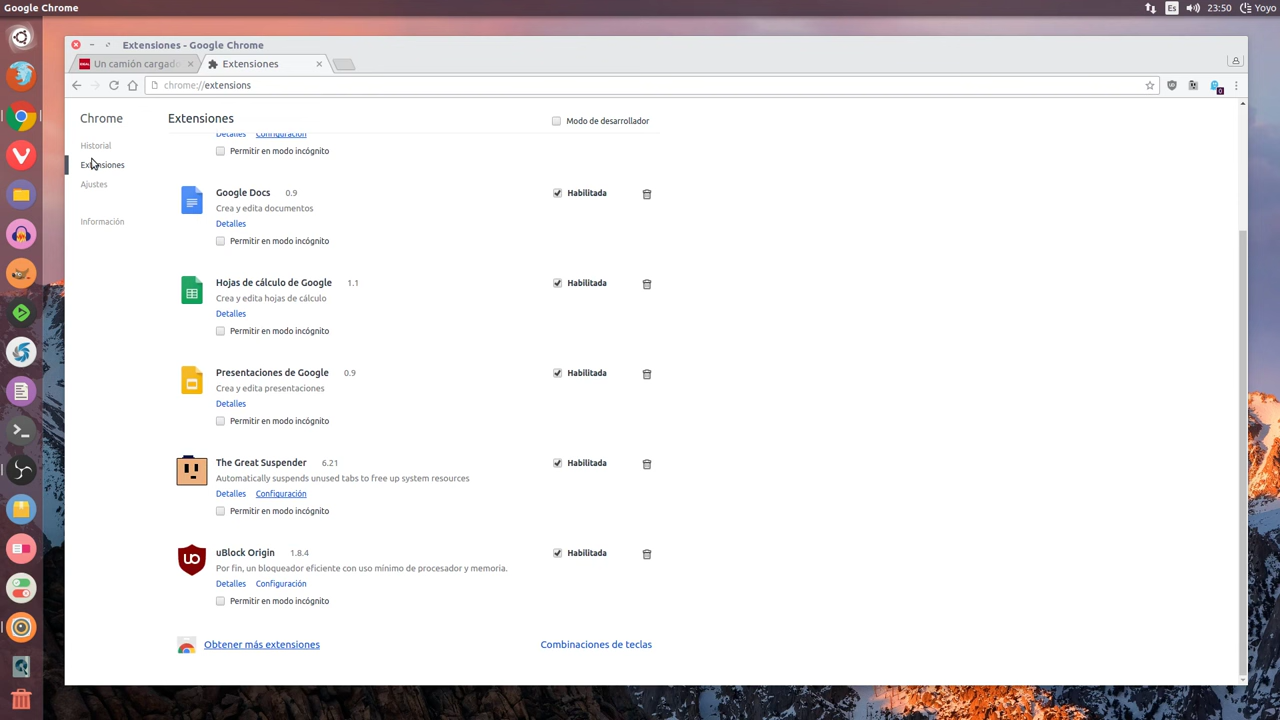 Google Chrome
Es
23:50
Yoyo
Extensiones - Google Chrome
Un camión cargado
Extensiones
chrome://extensions
0
Chrome
Historial
Extensiones
Ajustes
Información
Extensiones
Modo de desarrollador
Detalles Configuración
Permitir en modo incógnito
Google Docs 0.9
Habilitada
Crea y edita documentos
Detalles
Permitir en modo incógnito
Hojas de cálculo de Google 1.1
Habilitada
Crea y edita hojas de cálculo
Detalles
Permitir en modo incógnito
Presentaciones de Google 0.9
Habilitada
Crea y edita presentaciones
Detalles
Permitir en modo incógnito
The Great Suspender 6.21
Habilitada
Automatically suspends unused tabs to free up system resources
Detalles Configuración
Permitir en modo incógnito
uBlock Origin 1.8.4
Habilitada
Por fin, un bloqueador eficiente con uso mínimo de procesador y memoria.
Detalles Configuración
Permitir en modo incógnito
Obtener más extensiones
Combinaciones de teclas